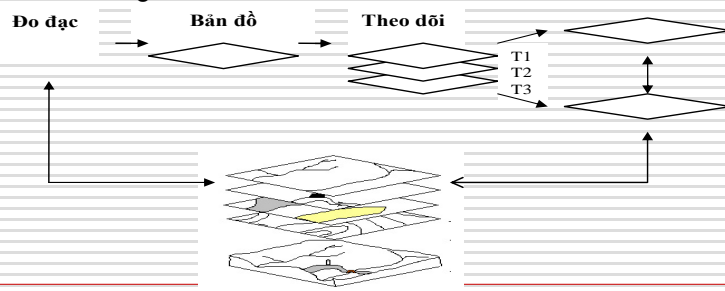 Đo đạc
Bản đồ
Theo dõi
T1
T2
T3